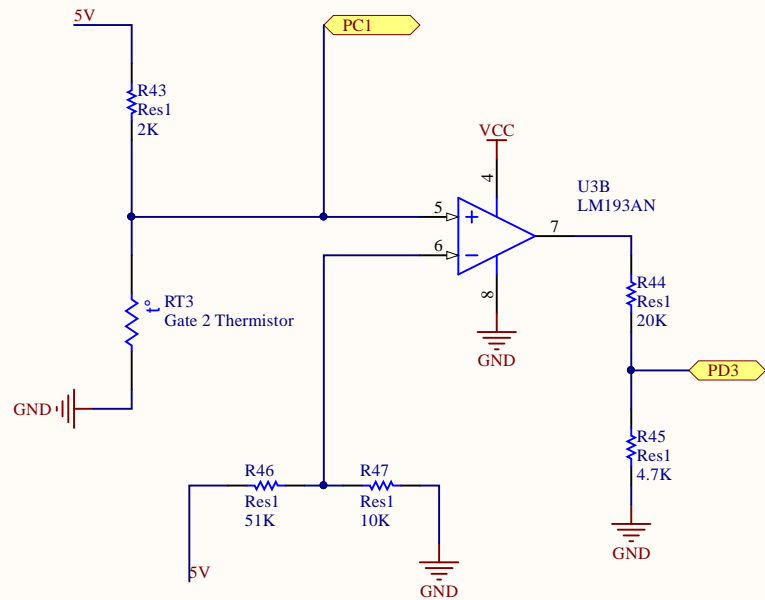 5V
PC1
R43
Res1
2K
VCC
4
U3B
LM193AN
5
6
7
8
GND
RT3
t°
Gate 2 Thermistor
GND
R44
Res1
20K
PD3
R45
Res1
4.7K
GND
R46
Res1
51K
R47
Res1
10K
5V
GND